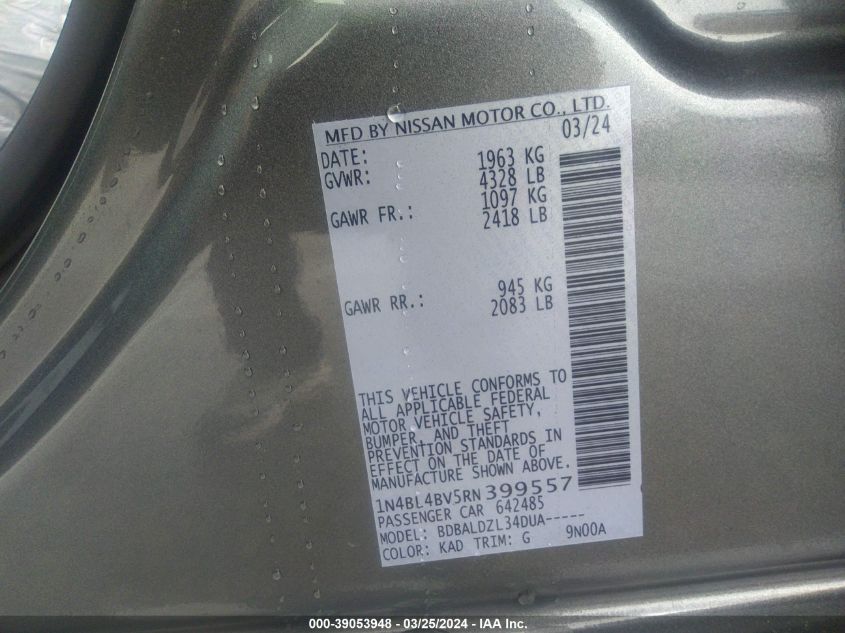 MFD BY NISSAN MOTOR CO., LTD.
DATE: 03/24
GVWR: 1963 KG
4328 LB
GAWR FR.: 1097 KG
2418 LB
GAWR RR.: 945 KG
2083 LB
THIS VEHICLE CONFORMS TO
ALL APPLICABLE FEDERAL
MOTOR VEHICLE SAFETY,
BUMPER, AND THEFT
PREVENTION STANDARDS IN
EFFECT ON THE DATE OF
MANUFACTURE SHOWN ABOVE.
1N4BL4BV5RN399557
PASSENGER CAR 642485
MODEL: BDBALDZL34DUA-----
COLOR: KAD TRIM: G 9N00A
000-39053948 - 03/25/2024 - IAA Inc.